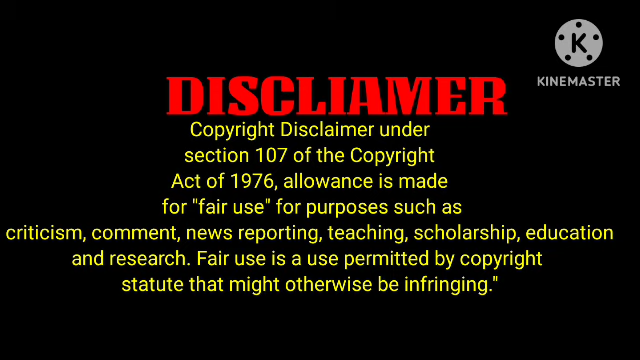 KINEMASTER
DISCLIAMER
Copyright Disclaimer under
section 107 of the Copyright
Act of 1976, allowance is made
for "fair use" for purposes such as
criticism, comment, news reporting, teaching, scholarship, education
and research. Fair use is a use permitted by copyright
statute that might otherwise be infringing."